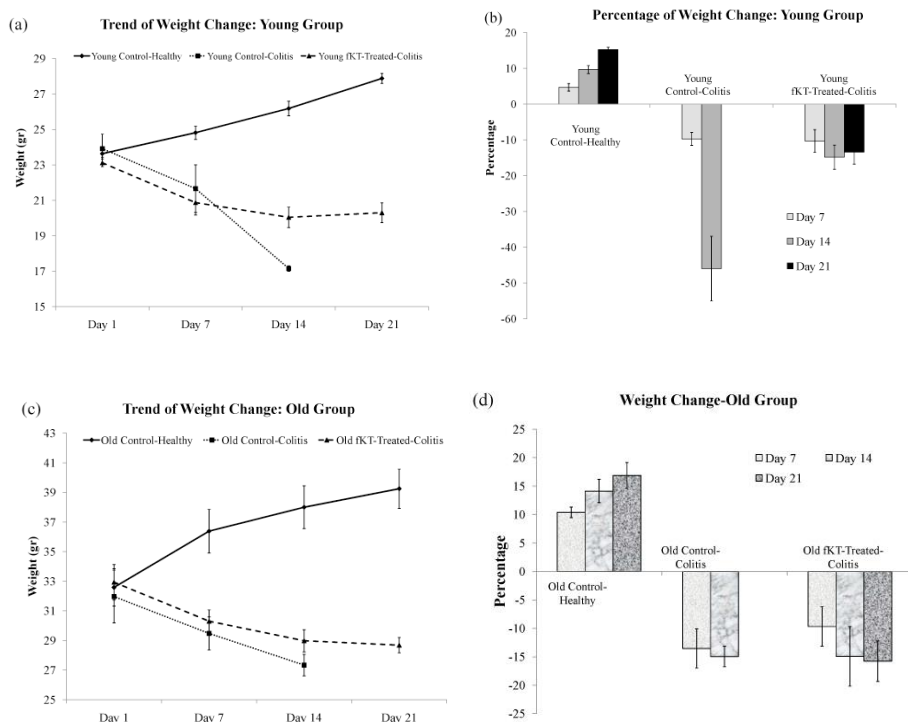 (a)
Trend of Weight Change: Young Group
Young Control-Healthy Young Control-Colitis Young fKT-Treated-Colitis
Weight (gr)
29
27
25
23
21
19
17
15
Day 1 Day 7 Day 14 Day 21
(b)
Percentage of Weight Change: Young Group
Percentage
20
10
0
-10
-20
-30
-40
-50
-60
Young
Control-Healthy
Young
Control-Colitis
Young
fKT-Treated-Colitis
Day 7
Day 14
Day 21
(c)
Trend of Weight Change: Old Group
Old Control-Healthy Old Control-Colitis Old fKT-Treated-Colitis
Weight (gr)
43
41
39
37
35
33
31
29
27
25
Day 1 Day 7 Day 14 Day 21
(d)
Weight Change-Old Group
Percentage
25
20
15
10
5
0
-5
-10
-15
-20
-25
Day 7 Day 14
Day 21
Old Control-
Healthy
Old Control-
Colitis
Old fKT-Treated-
Colitis